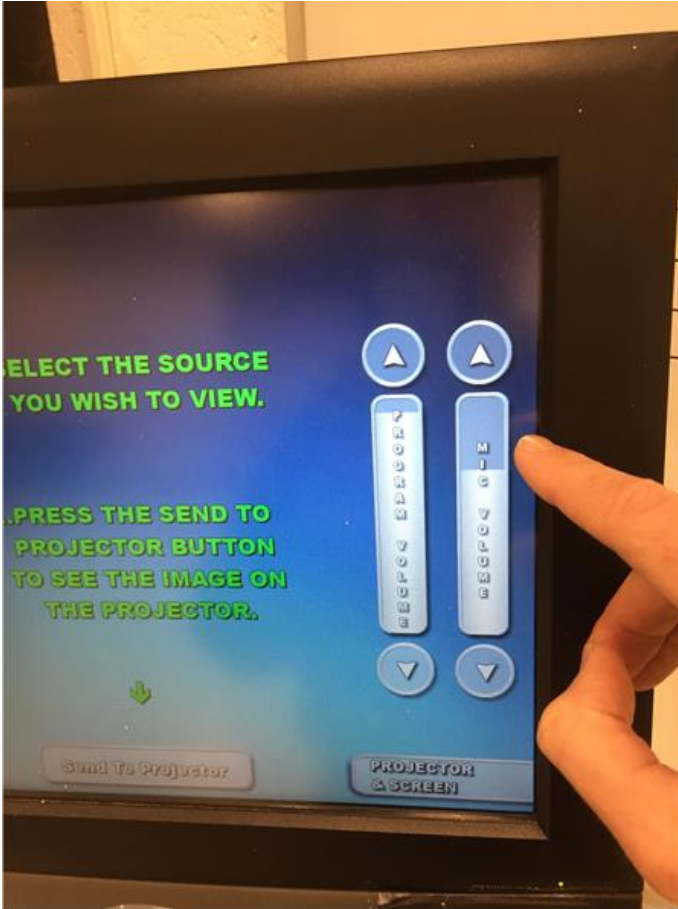 ELECT THE SOURCE
YOU WISH TO VIEW.
..PRESS THE SEND TO
PROJECTOR BUTTON
TO SEE THE IMAGE ON
THE PROJECTOR.
Send To Projector
PROGRAM VOLUME
MIC VOLUME
PROJECTOR
& SCREEN